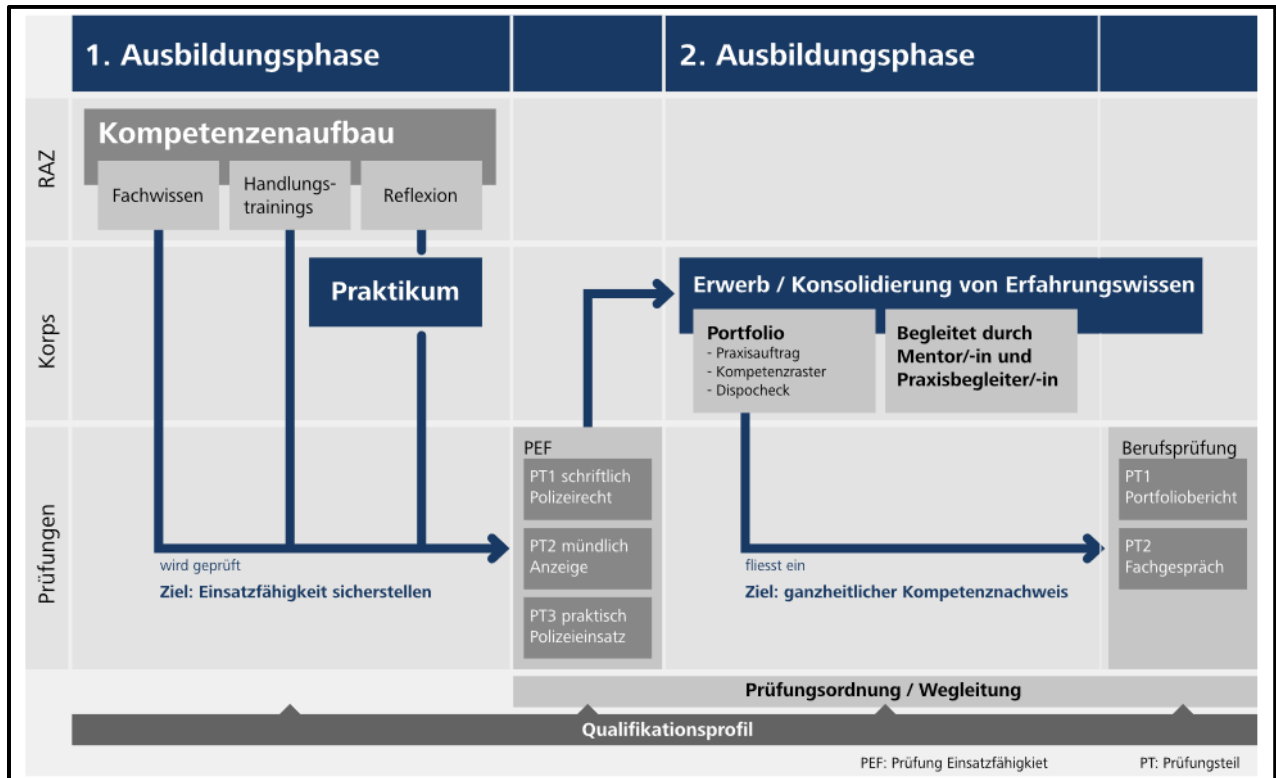 1. Ausbildungsphase
2. Ausbildungsphase
RAZ
Kompetenzenaufbau
Fachwissen
Handlungs-
trainings
Reflexion
Korps
Praktikum
Erwerb / Konsolidierung von Erfahrungswissen
Portfolio
- Praxisauftrag
- Kompetenzraster
- Dispocheck
Begleitet durch
Mentor/-in und
Praxisbegleiter/-in
Prüfungen
wird geprüft
Ziel: Einsatzfähigkeit sicherstellen
PEF
PT1 schriftlich
Polizeirecht
PT2 mündlich
Anzeige
PT3 praktisch
Polizeieinsatz
fliesst ein
Ziel: ganzheitlicher Kompetenznachweis
Berufsprüfung
PT1
Portfoliobericht
PT2
Fachgespräch
Prüfungsordnung / Wegleitung
Qualifikationsprofil
PEF: Prüfung Einsatzfähigkiet
PT: Prüfungsteil